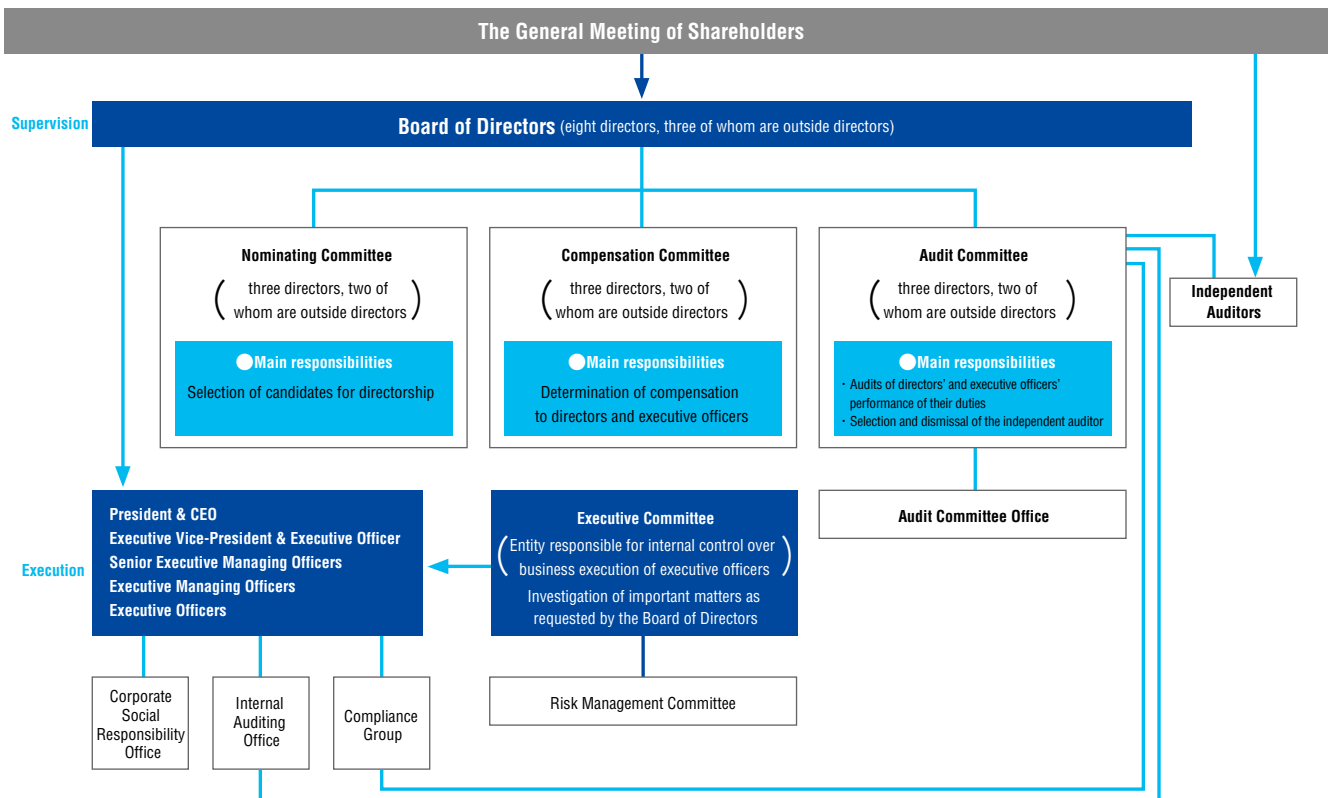 The General Meeting of Shareholders
Supervision
Board of Directors (eight directors, three of whom are outside directors)
Nominating Committee
( three directors, two of
whom are outside directors )
●Main responsibilities
Selection of candidates for directorship
Compensation Committee
( three directors, two of
whom are outside directors )
●Main responsibilities
Determination of compensation
to directors and executive officers
Audit Committee
( three directors, two of
whom are outside directors )
●Main responsibilities
・Audits of directors’ and executive officers’
performance of their duties
・Selection and dismissal of the independent auditor
Independent
Auditors
Execution
President & CEO
Executive Vice-President & Executive Officer
Senior Executive Managing Officers
Executive Managing Officers
Executive Officers
Executive Committee
( Entity responsible for internal control over
business execution of executive officers )
Investigation of important matters as
requested by the Board of Directors
Audit Committee Office
Corporate
Social
Responsibility
Office
Internal
Auditing
Office
Compliance
Group
Risk Management Committee